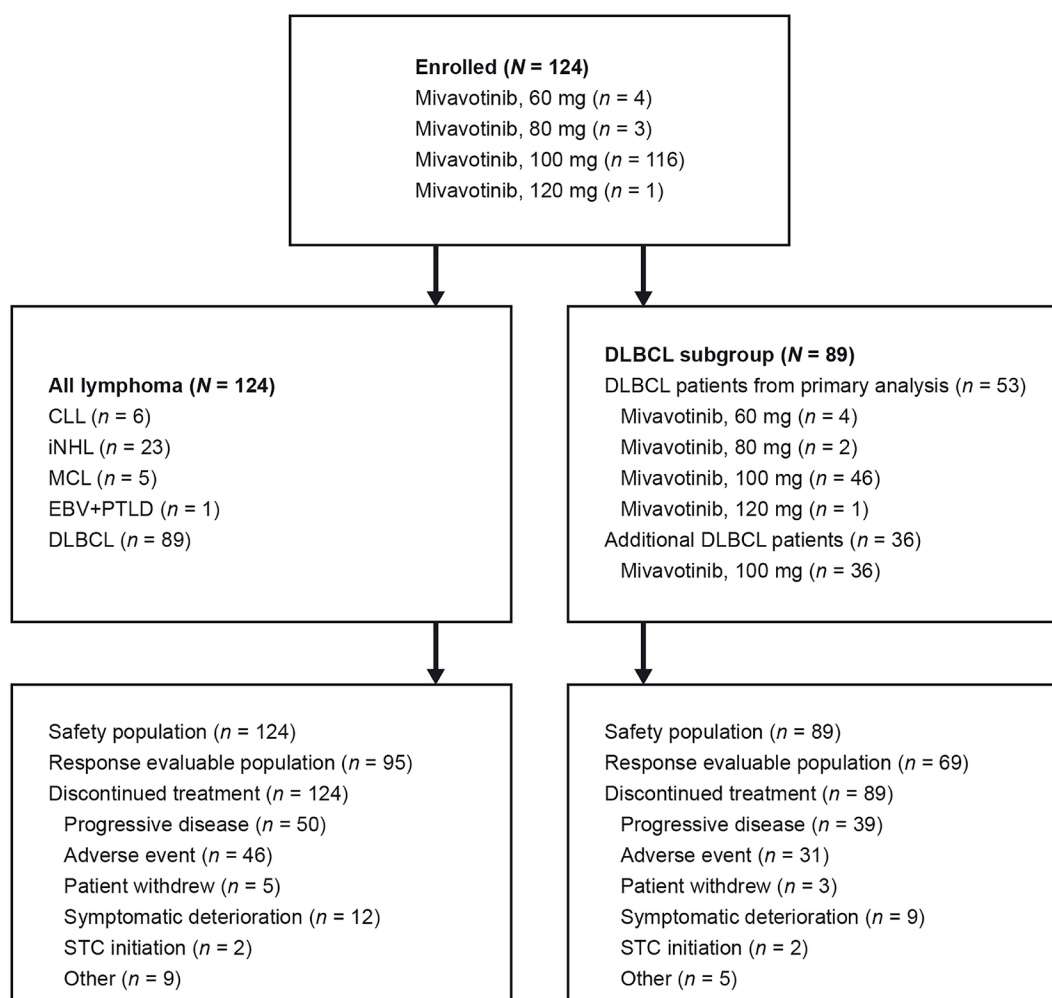 Enrolled (N = 124)
Mivavotinib, 60 mg (n = 4)
Mivavotinib, 80 mg (n = 3)
Mivavotinib, 100 mg (n = 116)
Mivavotinib, 120 mg (n = 1)
All lymphoma (N = 124)
CLL (n = 6)
iNHL (n = 23)
MCL (n = 5)
EBV+PTLD (n = 1)
DLBCL (n = 89)
DLBCL subgroup (N = 89)
DLBCL patients from primary analysis (n = 53)
Mivavotinib, 60 mg (n = 4)
Mivavotinib, 80 mg (n = 2)
Mivavotinib, 100 mg (n = 46)
Mivavotinib, 120 mg (n = 1)
Additional DLBCL patients (n = 36)
Mivavotinib, 100 mg (n = 36)
Safety population (n = 124)
Response evaluable population (n = 95)
Discontinued treatment (n = 124)
Progressive disease (n = 50)
Adverse event (n = 46)
Patient withdrew (n = 5)
Symptomatic deterioration (n = 12)
STC initiation (n = 2)
Other (n = 9)
Safety population (n = 89)
Response evaluable population (n = 69)
Discontinued treatment (n = 89)
Progressive disease (n = 39)
Adverse event (n = 31)
Patient withdrew (n = 3)
Symptomatic deterioration (n = 9)
STC initiation (n = 2)
Other (n = 5)